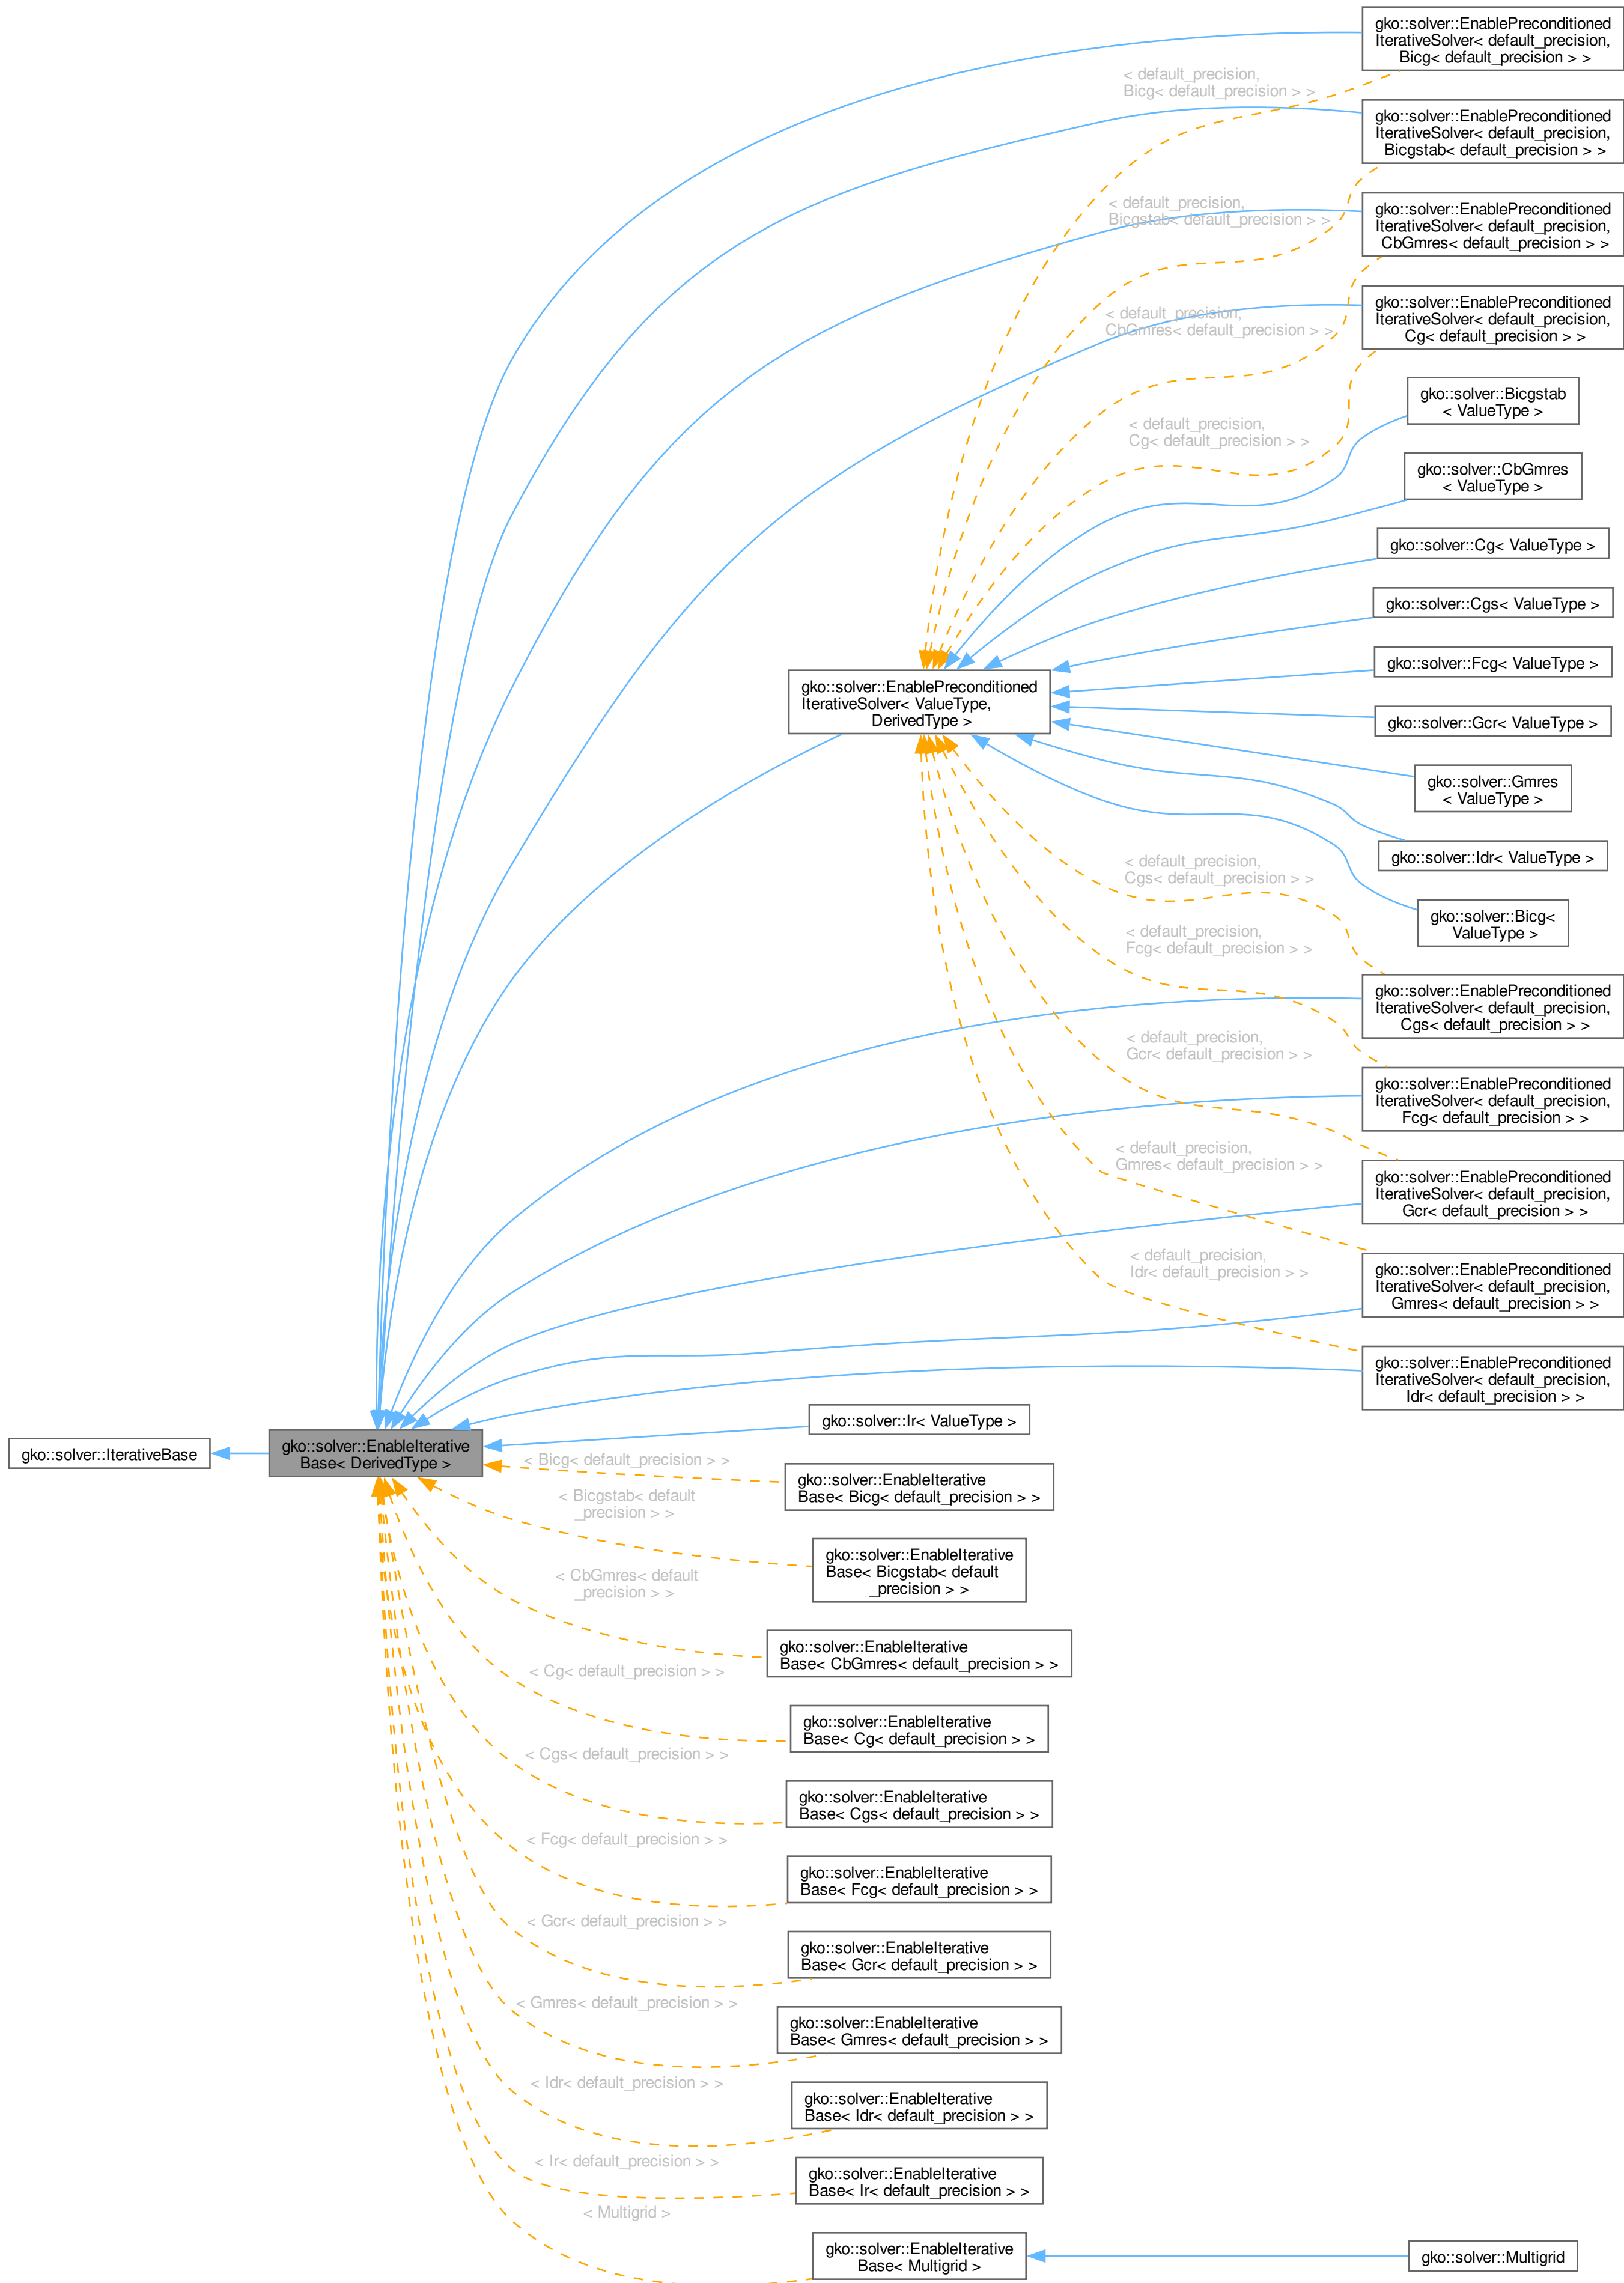 gko::solver::EnablePreconditioned
IterativeSolver< default_precision,
Bicg< default_precision > >
< default_precision,
Bicg< default_precision > >
gko::solver::EnablePreconditioned
IterativeSolver< default_precision,
Bicgstab< default_precision > >
< default_precision,
Bicgstab< default_precision > >
gko::solver::EnablePreconditioned
IterativeSolver< default_precision,
CbGmres< default_precision > >
< default_precision,
CbGmres< default_precision > >
gko::solver::EnablePreconditioned
IterativeSolver< default_precision,
Cg< default_precision > >
< default_precision,
Cg< default_precision > >
gko::solver::Bicgstab
< ValueType >
gko::solver::CbGmres
< ValueType >
gko::solver::Cg< ValueType >
gko::solver::Cgs< ValueType >
gko::solver::Fcg< ValueType >
gko::solver::EnablePreconditioned
IterativeSolver< ValueType,
DerivedType >
gko::solver::Gcr< ValueType >
gko::solver::Gmres
< ValueType >
gko::solver::Idr< ValueType >
gko::solver::Bicg<
ValueType >
< default_precision,
Cgs< default_precision > >
< default_precision,
Fcg< default_precision > >
gko::solver::EnablePreconditioned
IterativeSolver< default_precision,
Cgs< default_precision > >
< default_precision,
Gcr< default_precision > >
gko::solver::EnablePreconditioned
IterativeSolver< default_precision,
Fcg< default_precision > >
< default_precision,
Gmres< default_precision > >
gko::solver::EnablePreconditioned
IterativeSolver< default_precision,
Gcr< default_precision > >
< default_precision,
Idr< default_precision > >
gko::solver::EnablePreconditioned
IterativeSolver< default_precision,
Gmres< default_precision > >
gko::solver::EnablePreconditioned
IterativeSolver< default_precision,
Idr< default_precision > >
gko::solver::Ir< ValueType >
gko::solver::IterativeBase
gko::solver::EnableIterative
Base< DerivedType >
< Bicg< default_precision > >
gko::solver::EnableIterative
Base< Bicg< default_precision > >
< Bicgstab< default
_precision > >
gko::solver::EnableIterative
Base< Bicgstab< default
_precision > >
< CbGmres< default
_precision > >
gko::solver::EnableIterative
Base< CbGmres< default_precision > >
< Cg< default_precision > >
gko::solver::EnableIterative
Base< Cg< default_precision > >
< Cgs< default_precision > >
gko::solver::EnableIterative
Base< Cgs< default_precision > >
< Fcg< default_precision > >
gko::solver::EnableIterative
Base< Fcg< default_precision > >
< Gcr< default_precision > >
gko::solver::EnableIterative
Base< Gcr< default_precision > >
< Gmres< default_precision > >
gko::solver::EnableIterative
Base< Gmres< default_precision > >
< Idr< default_precision > >
gko::solver::EnableIterative
Base< Idr< default_precision > >
< Ir< default_precision > >
gko::solver::EnableIterative
Base< Ir< default_precision > >
< Multigrid >
gko::solver::EnableIterative
Base< Multigrid >
gko::solver::Multigrid